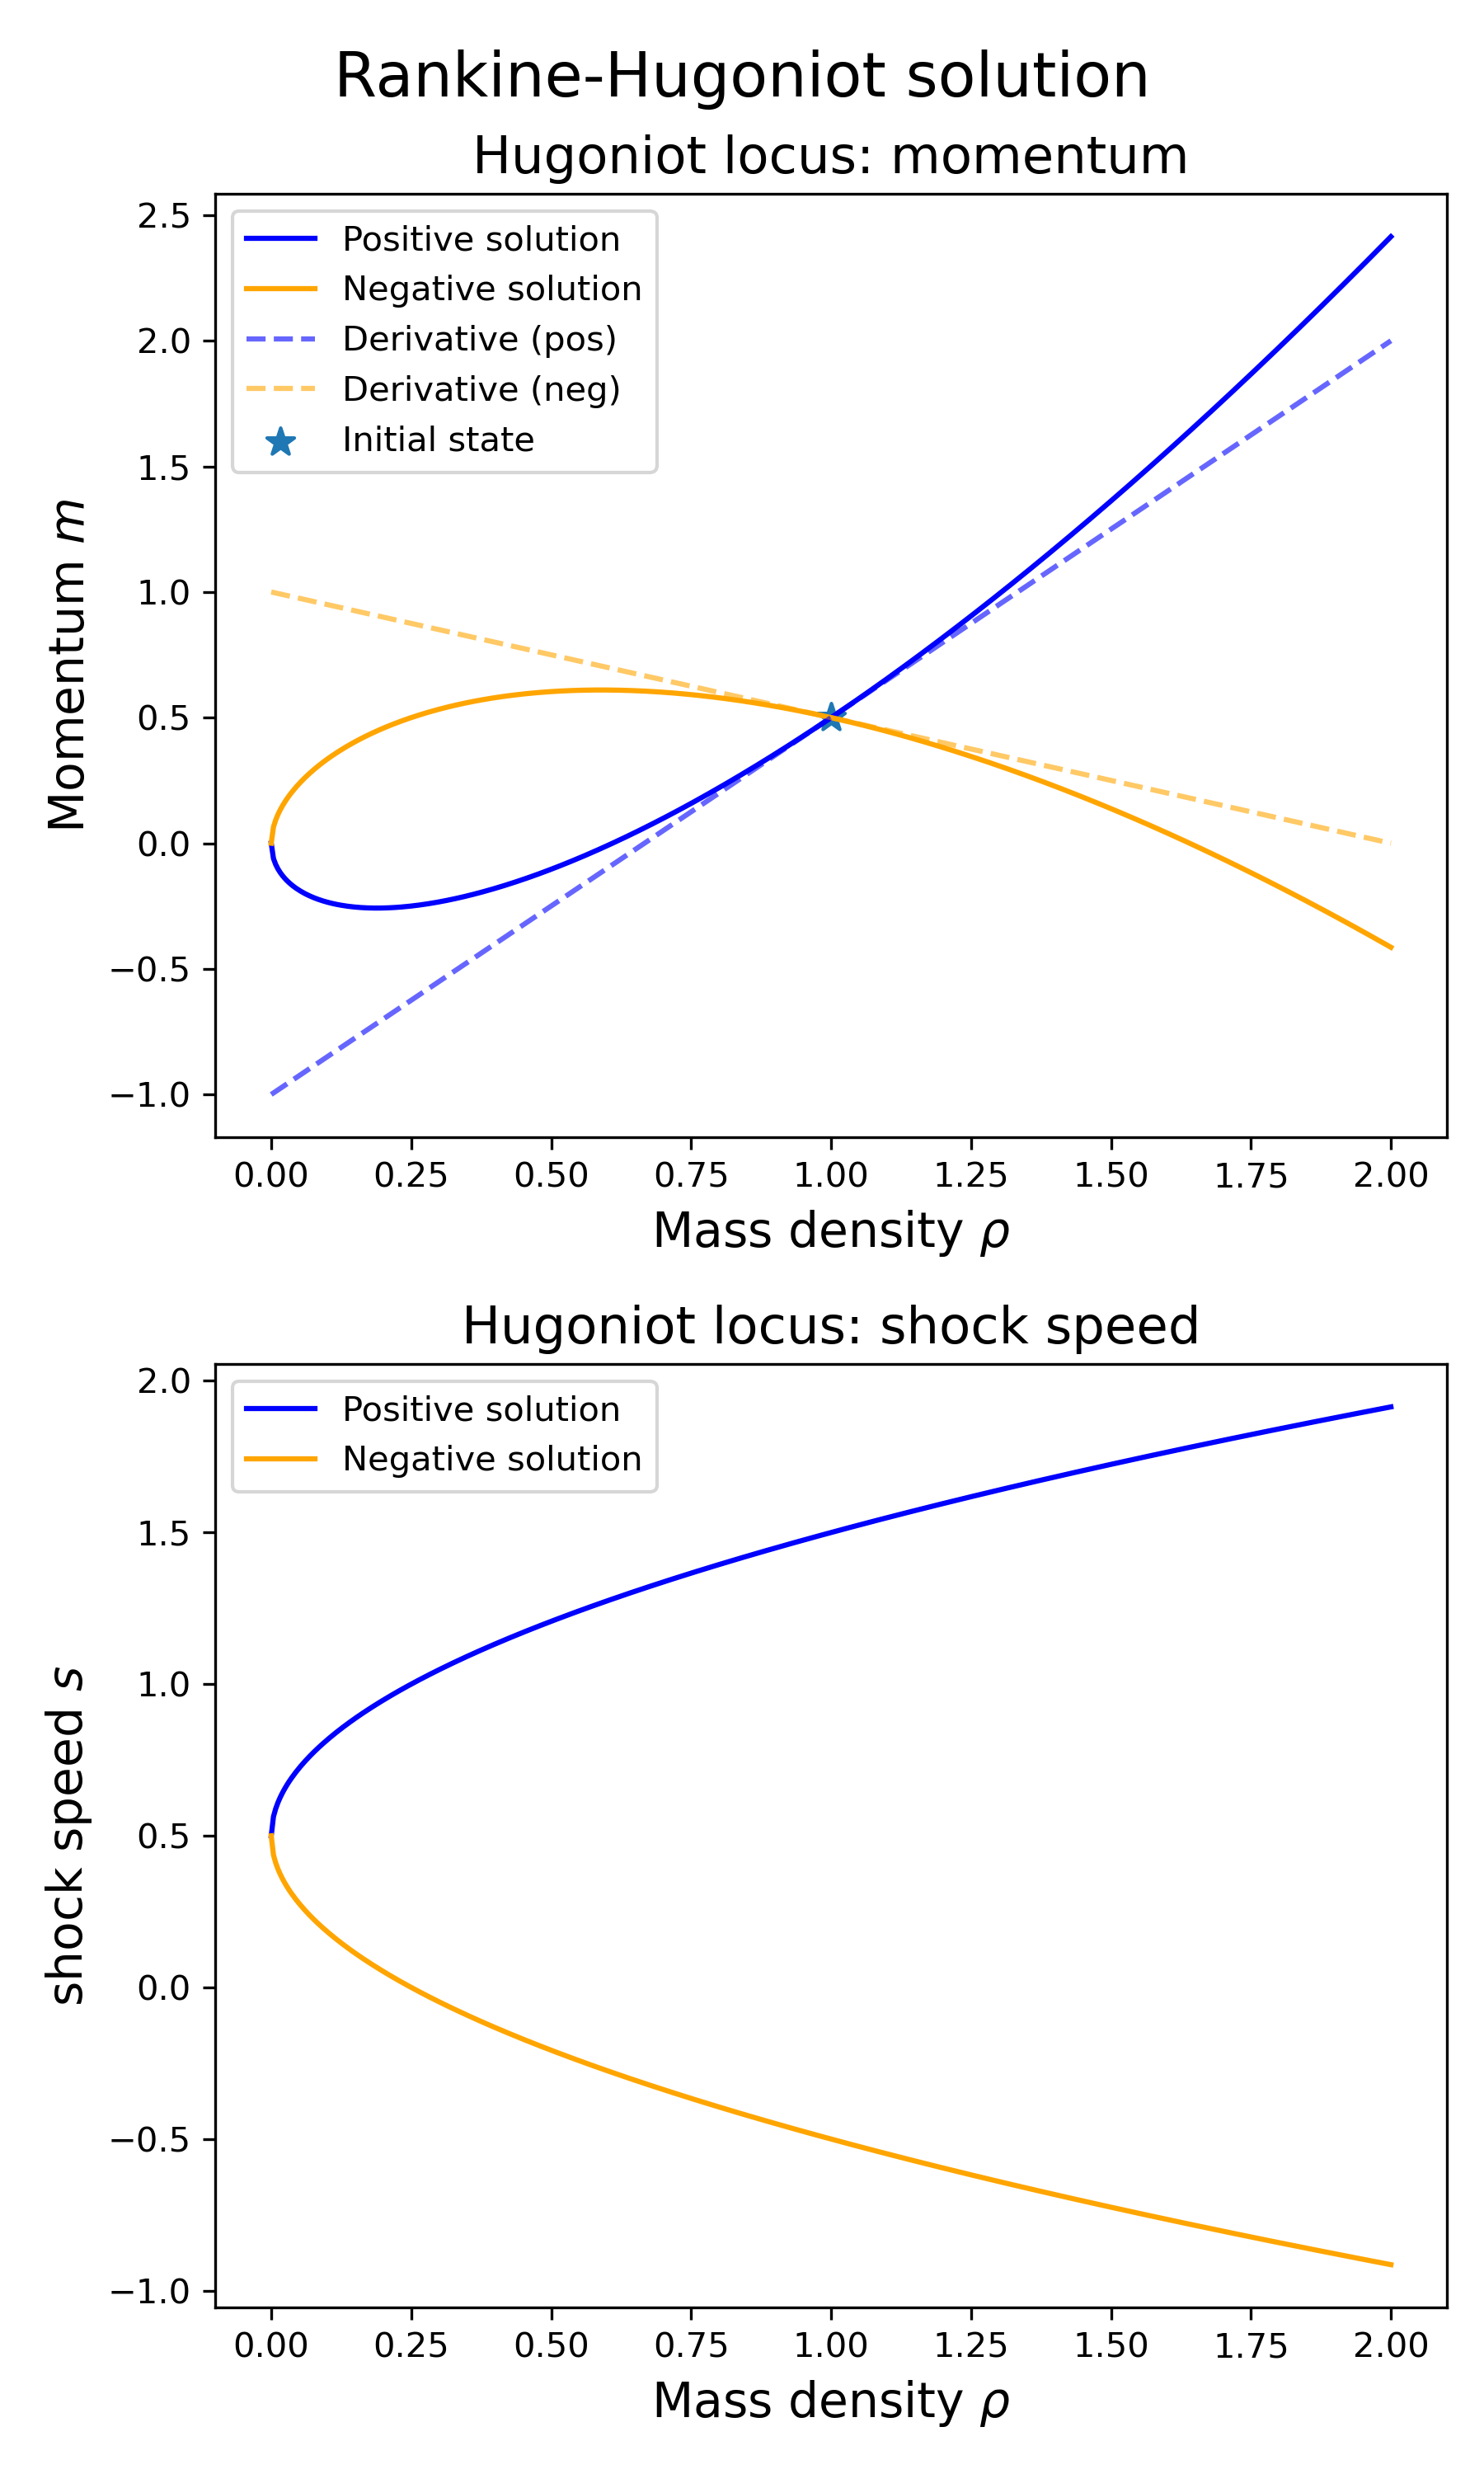 Rankine-Hugoniot solution
Hugoniot locus: momentum
2.5
2.0
1.5
1.0
0.5
0.0
−0.5
−1.0
Momentum m
Positive solution
Negative solution
Derivative (pos)
Derivative (neg)
Initial state
0.00 0.25 0.50 0.75 1.00 1.25 1.50 1.75 2.00
Mass density ρ
Hugoniot locus: shock speed
2.0
1.5
1.0
0.5
0.0
−0.5
−1.0
shock speed s
Positive solution
Negative solution
0.00 0.25 0.50 0.75 1.00 1.25 1.50 1.75 2.00
Mass density ρ